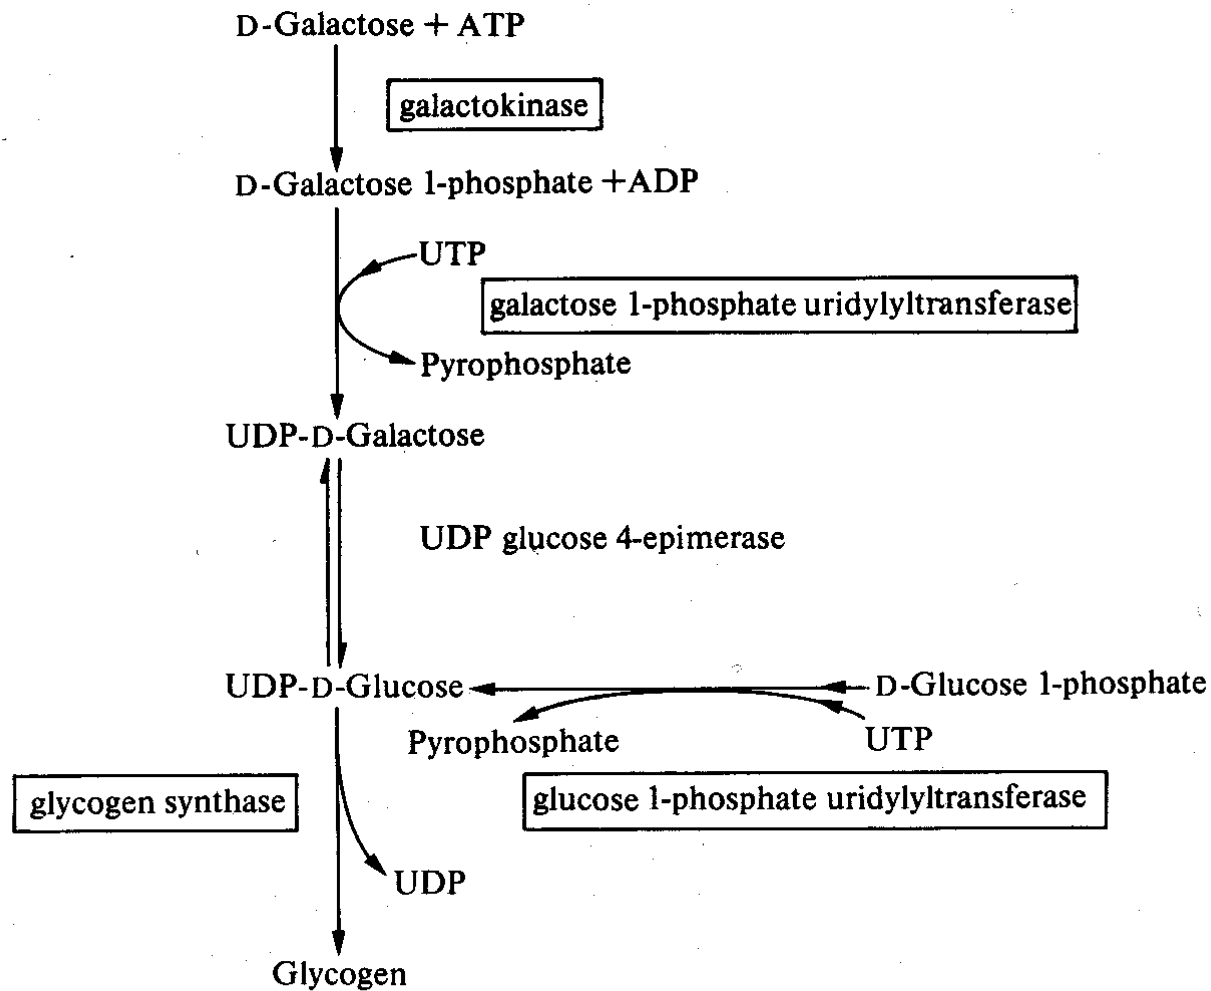 D-Galactose + ATP
galactokinase
D-Galactose 1-phosphate +ADP
UTP
galactose 1-phosphate uridylyltransferase
Pyrophosphate
UDP-D-Galactose
UDP glucose 4-epimerase
UDP-D-Glucose
D-Glucose 1-phosphate
Pyrophosphate
UTP
glycogen synthase
glucose 1-phosphate uridylyltransferase
UDP
Glycogen